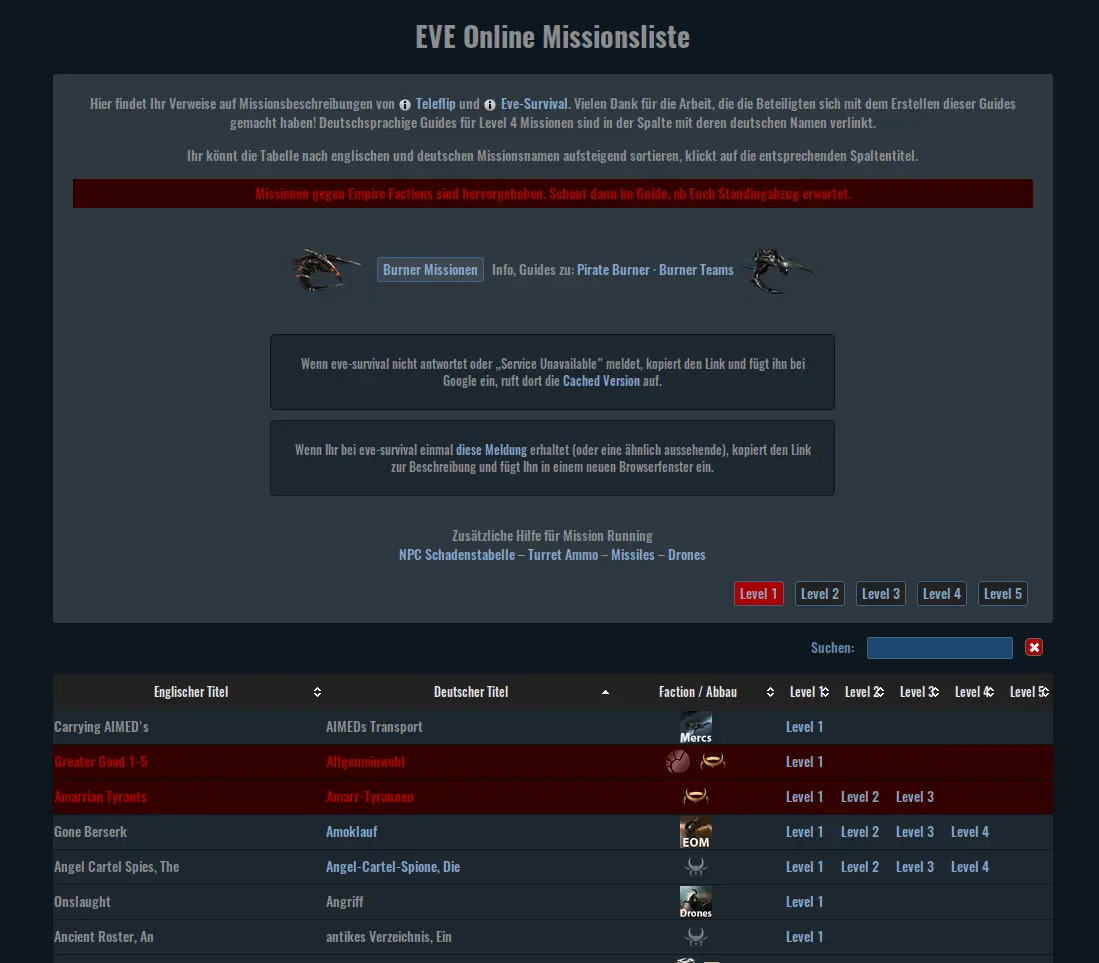 EVE Online Missionsliste
Hier findet Ihr Verweise auf Missionsbeschreibungen von Teleflip und Eve-Survival. Vielen Dank für die Arbeit, die die Beteiligten sich mit dem Erstellen dieser Guides
gemacht haben! Deutschsprachige Guides für Level 4 Missionen sind in der Spalte mit deren deutschen Namen verlinkt.
Ihr könnt die Tabelle nach englischen und deutschen Missionsnamen aufsteigend sortieren, klickt auf die entsprechenden Spaltentitel.
Missionen gegen Empire Factions sind hervorgehoben. Schaut dann im Guide, ob Euch Standingabzug erwartet.
Burner Missionen Info, Guides zu: Pirate Burner · Burner Teams
Wenn eve-survival nicht antwortet oder „Service Unavailable” meldet, kopiert den Link und fügt ihn bei
Google ein, ruft dort die Cached Version auf.
Wenn Ihr bei eve-survival einmal diese Meldung erhaltet (oder eine ähnlich aussehende), kopiert den Link
zur Beschreibung und fügt Ihn in einem neuen Browserfenster ein.
Zusätzliche Hilfe für Mission Running
NPC Schadenstabelle – Turret Ammo – Missiles – Drones
Level 1 Level 2 Level 3 Level 4 Level 5
Suchen:
Englischer Titel Deutscher Titel Faction / Abbau Level 1 Level 2 Level 3 Level 4 Level 5
Carrying AIMED's AIMEDs Transport Mercs Level 1
Greater Good 1-5 Allgemeinwohl Level 1
Amarrian Tyrants Amarr-Tyrannen Level 1 Level 2 Level 3
Gone Berserk Amoklauf EOM Level 1 Level 2 Level 3 Level 4
Angel Cartel Spies, The Angel-Cartel-Spione, Die Level 1 Level 2 Level 3 Level 4
Onslaught Angriff Drones Level 1
Ancient Roster, An antikes Verzeichnis, Ein Level 1